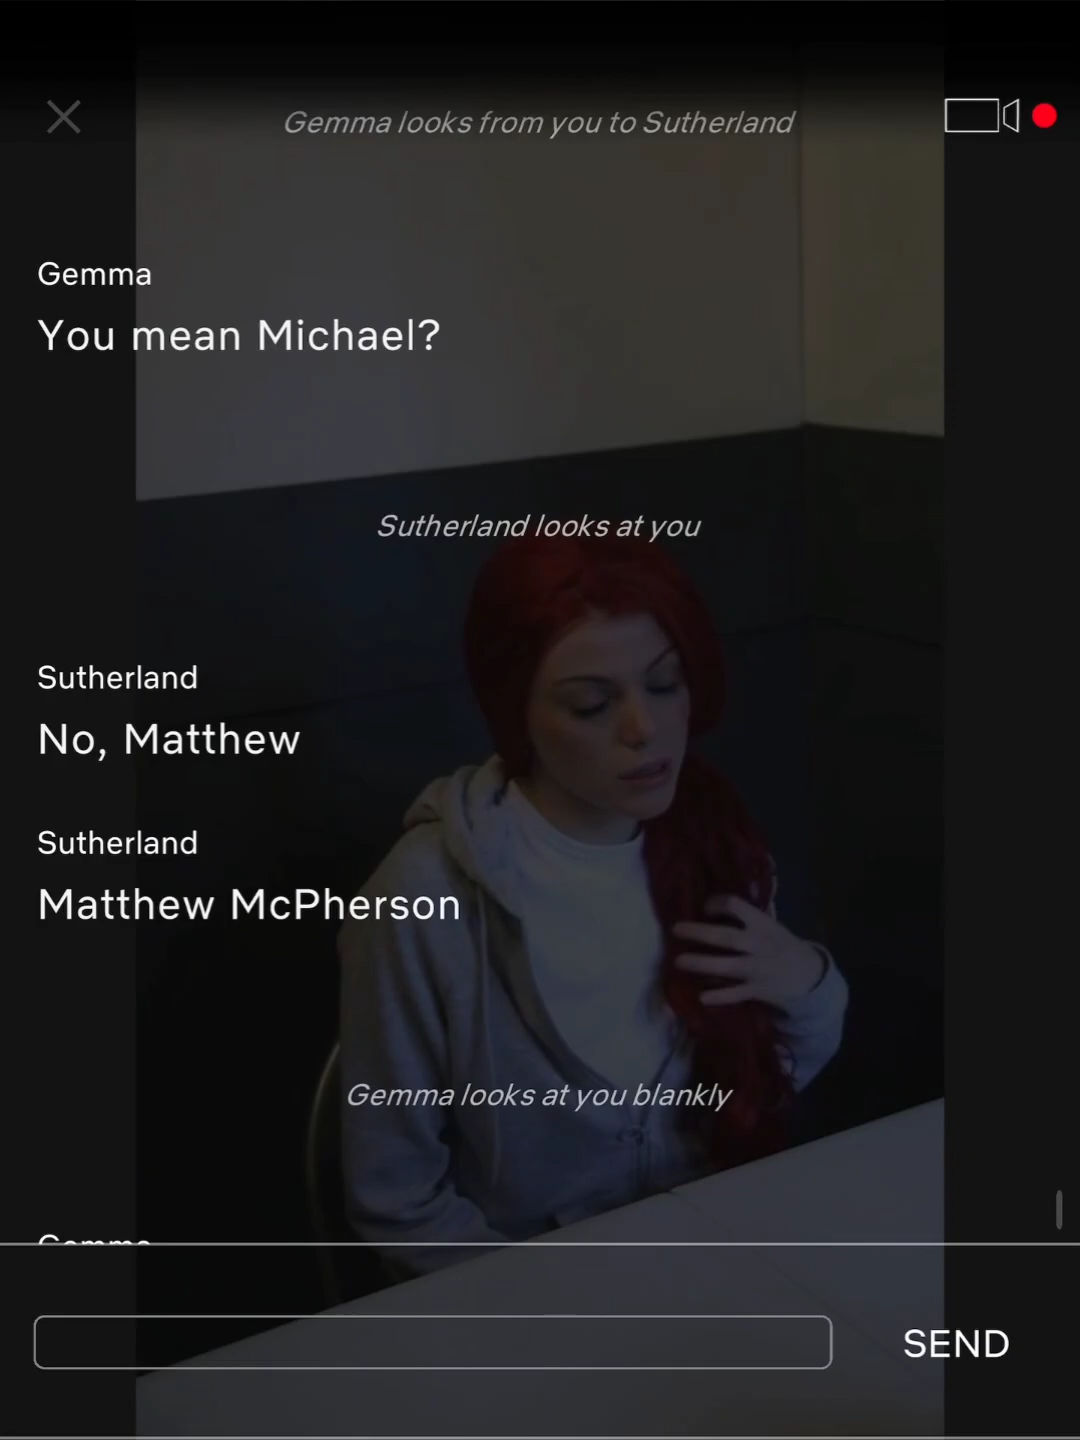 Gemma looks from you to Sutherland
Gemma
You mean Michael?
Sutherland looks at you
Sutherland
No, Matthew
Sutherland
Matthew McPherson
Gemma looks at you blankly
Gemma
SEND